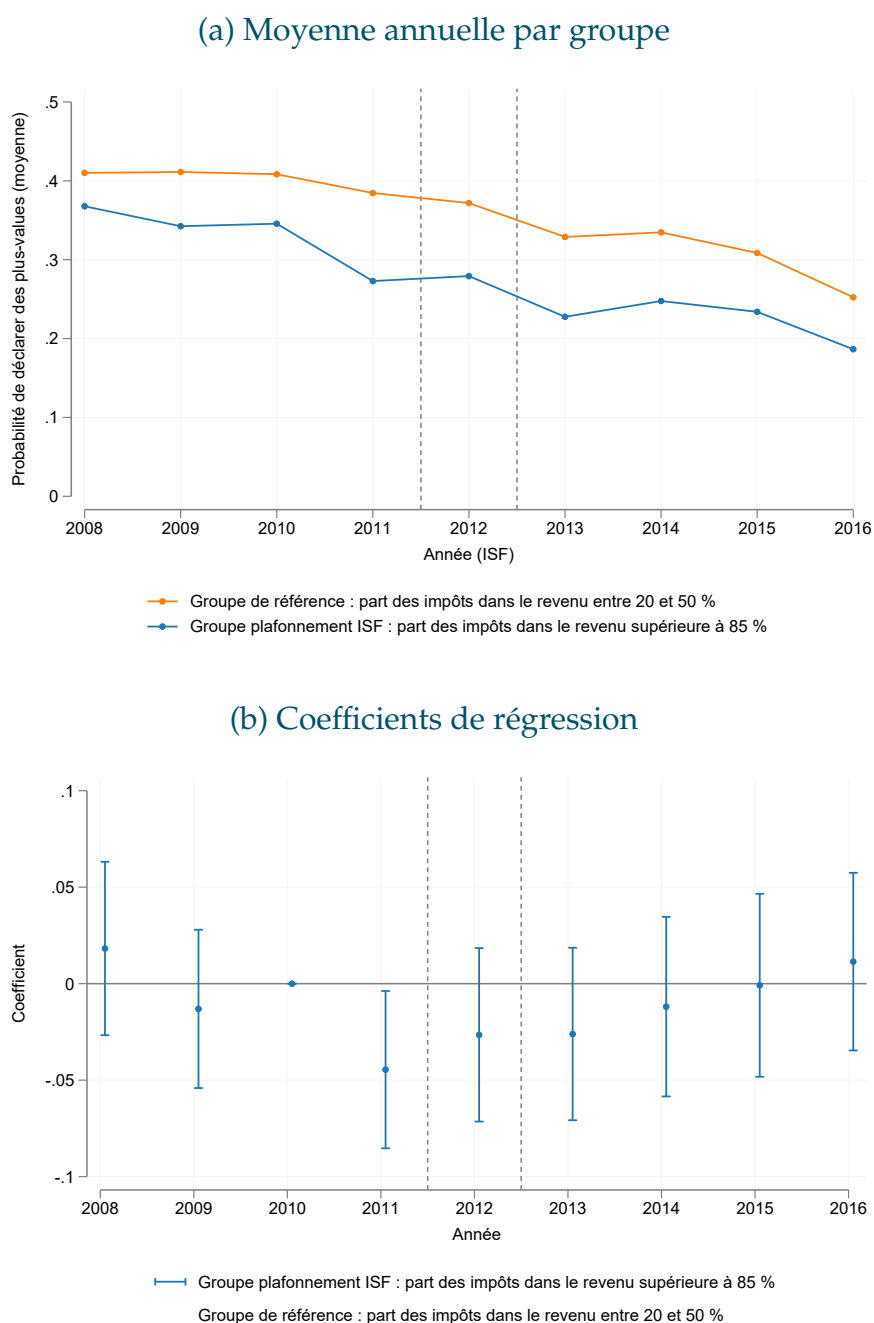 (a) Moyenne annuelle par groupe
Probabilité de déclarer des plus-values (moyenne)
.5
.4
.3
.2
.1
0
2008 2009 2010 2011 2012 2013 2014 2015 2016
Année (ISF)
Groupe de référence : part des impôts dans le revenu entre 20 et 50 %
Groupe plafonnement ISF : part des impôts dans le revenu supérieure à 85 %
(b) Coefficients de régression
Coefficient
.1
.05
0
-.05
-.1
2008 2009 2010 2011 2012 2013 2014 2015 2016
Année
Groupe plafonnement ISF : part des impôts dans le revenu supérieure à 85 %
Groupe de référence : part des impôts dans le revenu entre 20 et 50 %